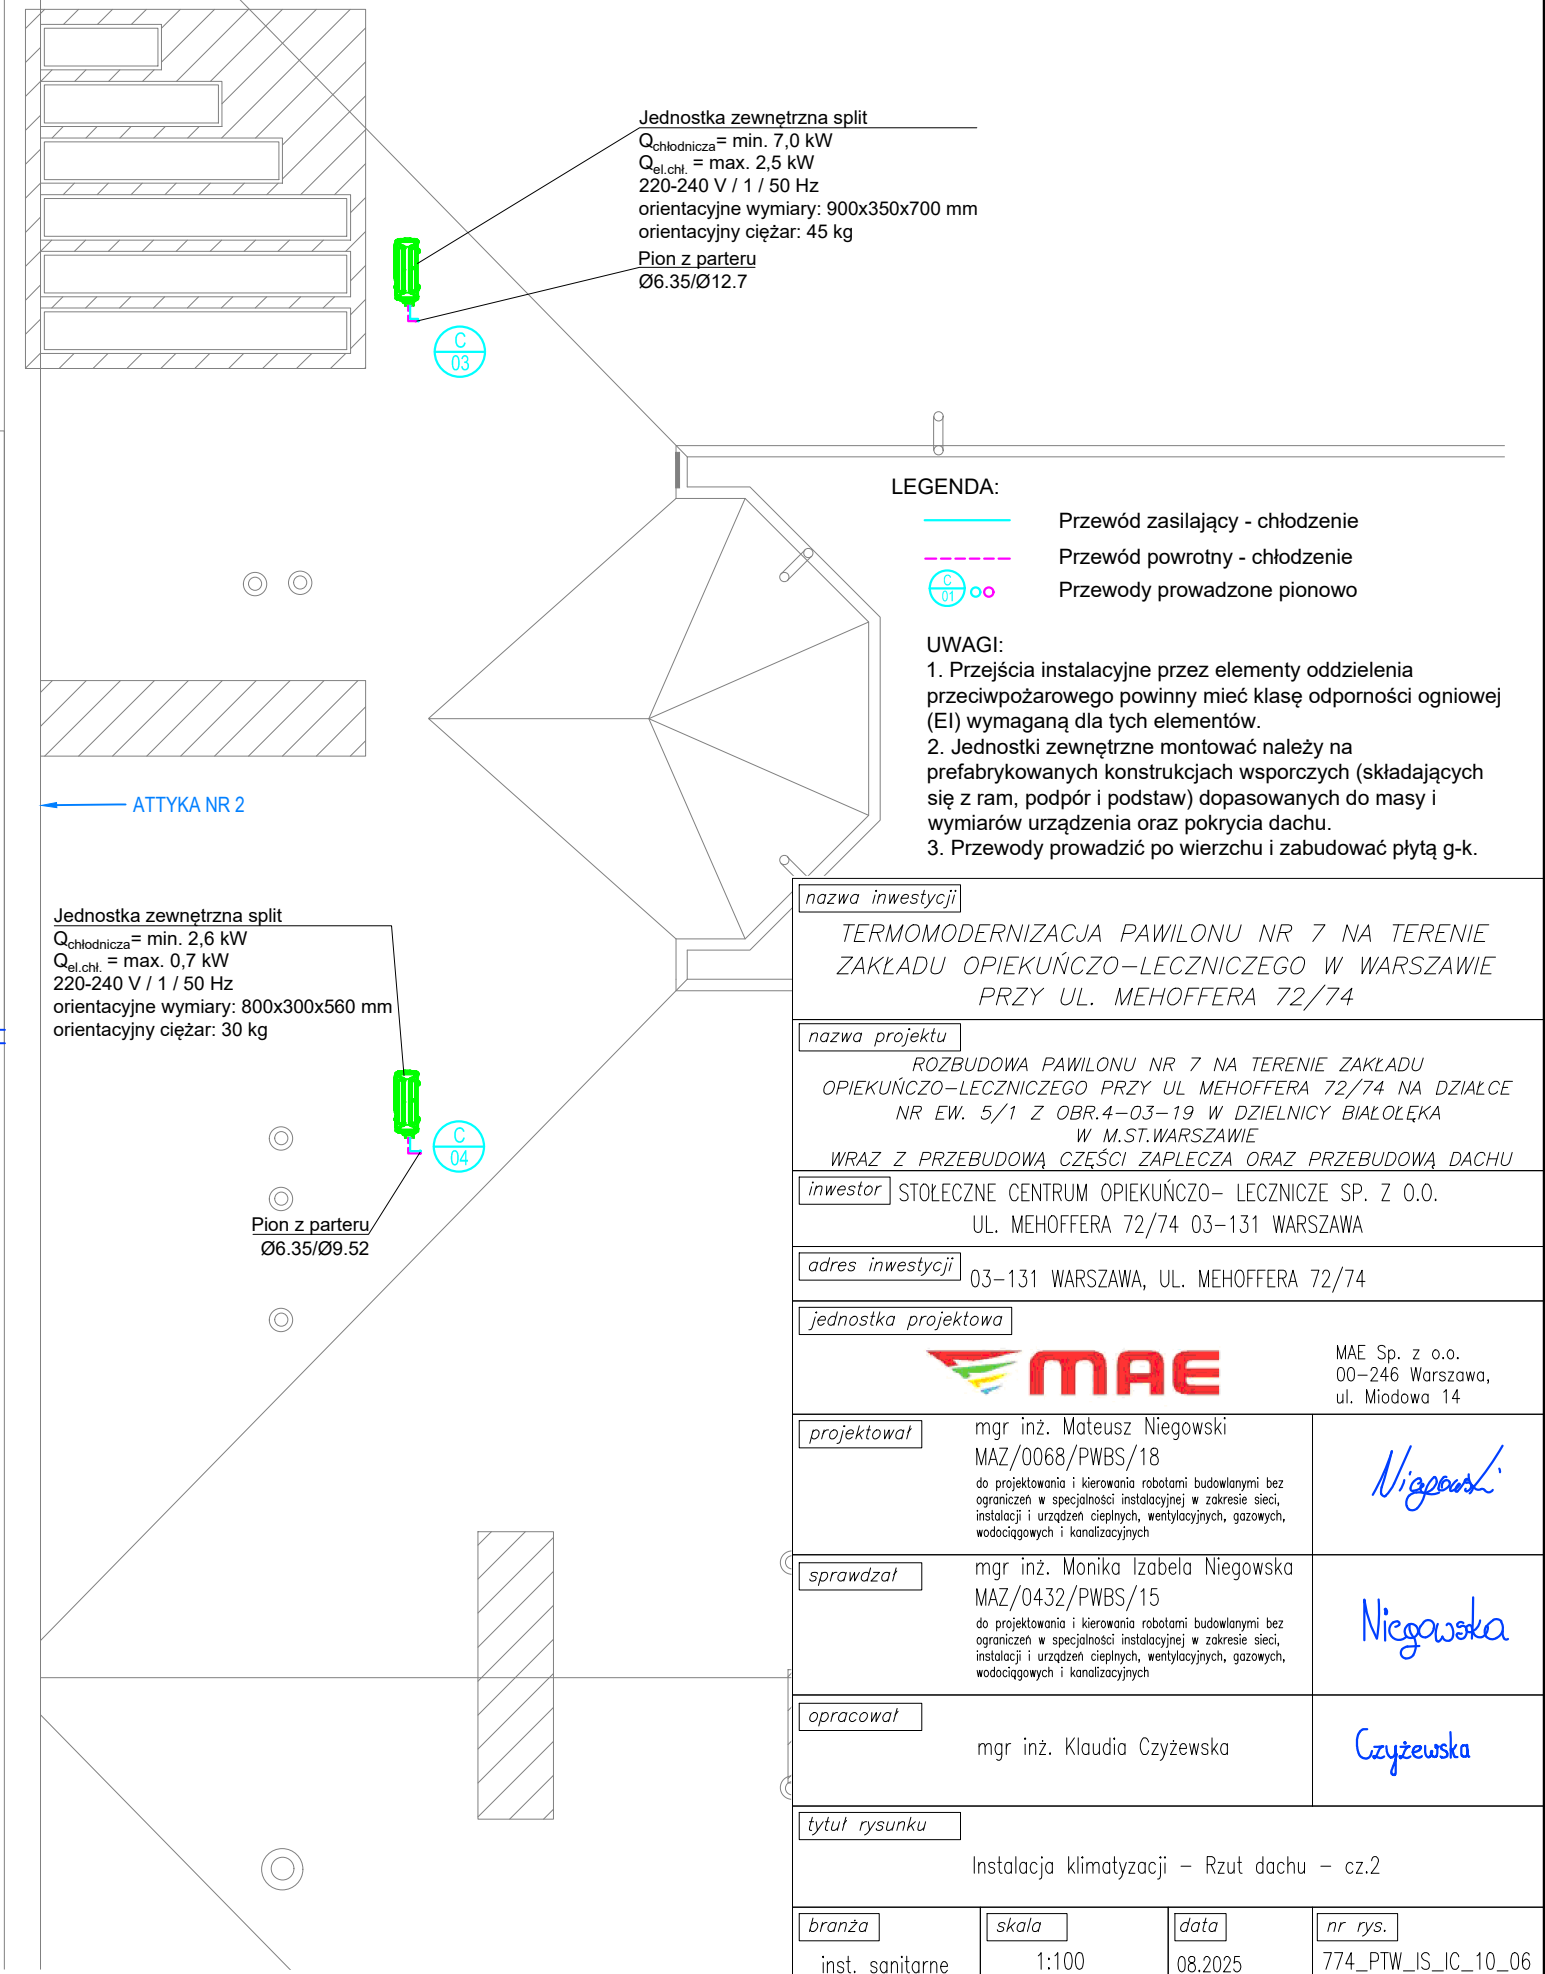 Jednostka zewnętrzna split
Qchłodnicza= min. 7,0 kW
Qel.chł. = max. 2,5 kW
220-240 V / 1 / 50 Hz
orientacyjne wymiary: 900x350x700 mm
orientacyjny ciężar: 45 kg
Pion z parteru
Ø6.35/Ø12.7
C
03
LEGENDA:
Przewód zasilający - chłodzenie
Przewód powrotny - chłodzenie
C
01
Przewody prowadzone pionowo
UWAGI:
1. Przejścia instalacyjne przez elementy oddzielenia
przeciwpożarowego powinny mieć klasę odporności ogniowej
(EI) wymaganą dla tych elementów.
2. Jednostki zewnętrzne montować należy na
prefabrykowanych konstrukcjach wsporczych (składających
się z ram, podpór i podstaw) dopasowanych do masy i
wymiarów urządzenia oraz pokrycia dachu.
3. Przewody prowadzić po wierzchu i zabudować płytą g-k.
ATTYKA NR 2
Jednostka zewnętrzna split
Qchłodnicza= min. 2,6 kW
Qel.chł. = max. 0,7 kW
220-240 V / 1 / 50 Hz
orientacyjne wymiary: 800x300x560 mm
orientacyjny ciężar: 30 kg
C
04
Pion z parteru
Ø6.35/Ø9.52
nazwa inwestycji
TERMOMODERNIZACJA PAWILONU NR 7 NA TERENIE
ZAKŁADU OPIEKUŃCZO-LECZNICZEGO W WARSZAWIE
PRZY UL. MEHOFFERA 72/74
nazwa projektu
ROZBUDOWA PAWILONU NR 7 NA TERENIE ZAKŁADU
OPIEKUŃCZO-LECZNICZEGO PRZY UL MEHOFFERA 72/74 NA DZIAŁCE
NR EW. 5/1 Z OBR.4-03-19 W DZIELNICY BIAŁOŁĘKA
W M.ST.WARSZAWIE
WRAZ Z PRZEBUDOWĄ CZĘŚCI ZAPLECZA ORAZ PRZEBUDOWĄ DACHU
inwestor STOŁECZNE CENTRUM OPIEKUŃCZO- LECZNICZE SP. Z O.O.
UL. MEHOFFERA 72/74 03-131 WARSZAWA
adres inwestycji 03-131 WARSZAWA, UL. MEHOFFERA 72/74
jednostka projektowa
MAE
MAE Sp. z o.o.
00-246 Warszawa,
ul. Miodowa 14
projektował
mgr inż. Mateusz Niegowski
MAZ/0068/PWBS/18
do projektowania i kierowania robotami budowlanymi bez
ograniczeń w specjalności instalacyjnej w zakresie sieci,
instalacji i urządzeń cieplnych, wentylacyjnych, gazowych,
wodociągowych i kanalizacyjnych
Niegowski
sprawdzał
mgr inż. Monika Izabela Niegowska
MAZ/0432/PWBS/15
do projektowania i kierowania robotami budowlanymi bez
ograniczeń w specjalności instalacyjnej w zakresie sieci,
instalacji i urządzeń cieplnych, wentylacyjnych, gazowych,
wodociągowych i kanalizacyjnych
Niegowska
opracował
mgr inż. Klaudia Czyżewska
Czyżewska
tytuł rysunku
Instalacja klimatyzacji - Rzut dachu - cz.2
branża
inst. sanitarne
skala
1:100
data
08.2025
nr rys.
774_PTW_IS_IC_10_06